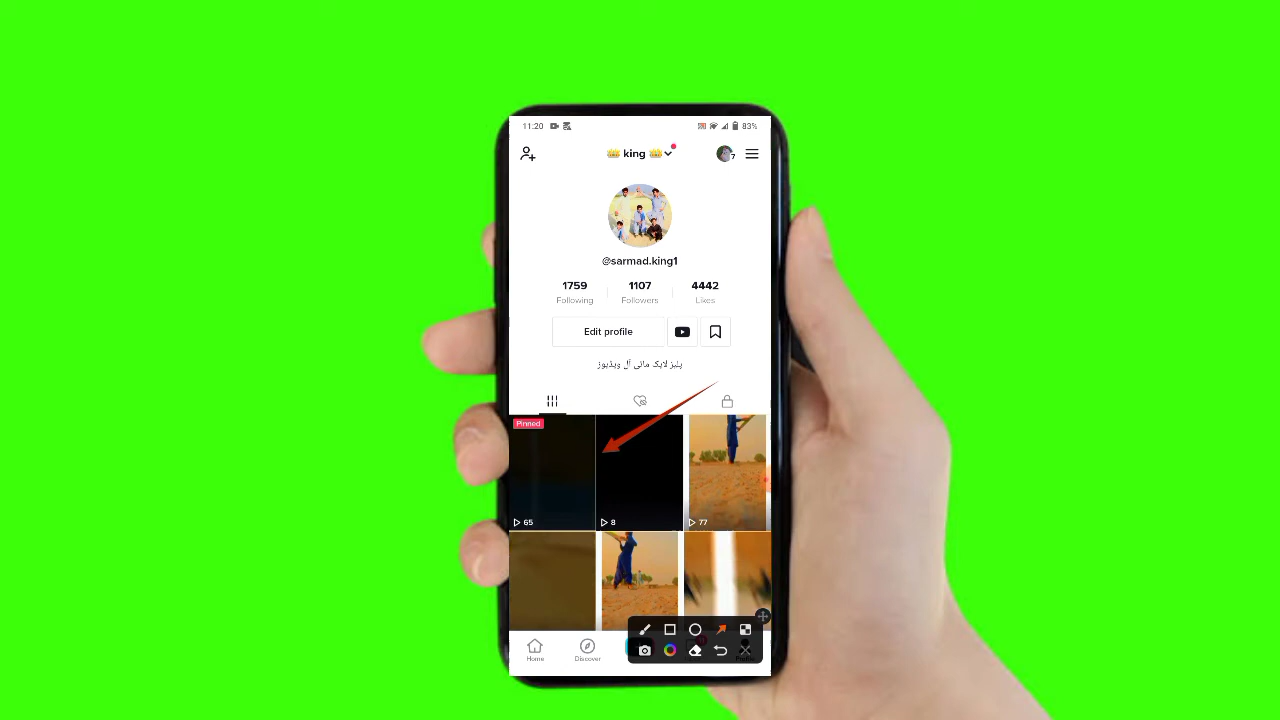 11:20
83%
king
7
@sarmad.king1
1759 1107 4442
Following Followers Likes
Edit profile
پلیز لایک مائی آل ویڈیوز
Pinned
65 8 77
Home Discover